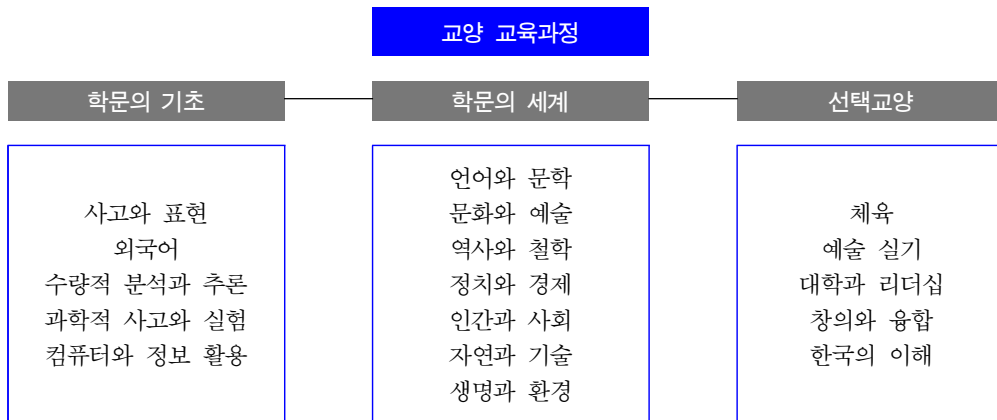 교양 교육과정
학문의 기초
학문의 세계
선택교양
사고와 표현
외국어
수량적 분석과 추론
과학적 사고와 실험
컴퓨터와 정보 활용
언어와 문학
문화와 예술
역사와 철학
정치와 경제
인간과 사회
자연과 기술
생명과 환경
체육
예술 실기
대학과 리더십
창의와 융합
한국의 이해